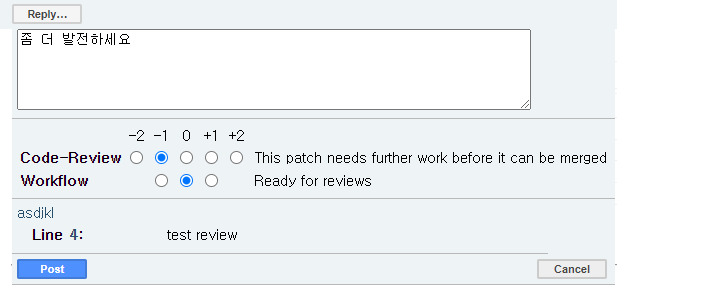 Reply...
좀 더 발전하세요
-2 -1 0 +1 +2
Code-Review This patch needs further work before it can be merged
Workflow Ready for reviews
asdjkl
Line 4: test review
Post Cancel